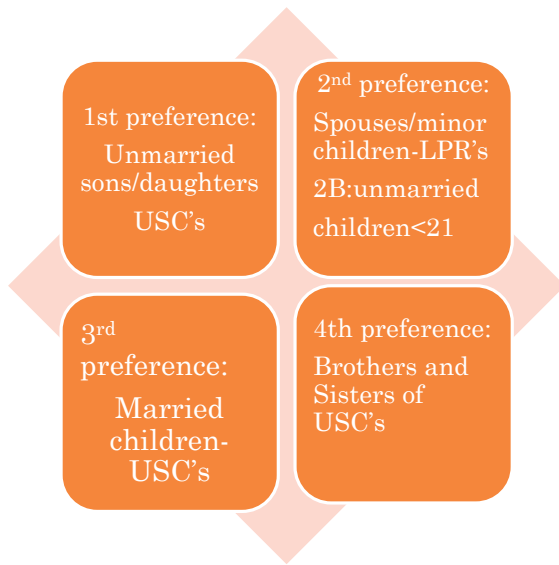 1st preference:
Unmarried
sons/daughters
USC’s
2nd preference:
Spouses/minor
children-LPR’s
2B:unmarried
children<21
3rd
preference:
Married
children-
USC’s
4th preference:
Brothers and
Sisters of
USC’s